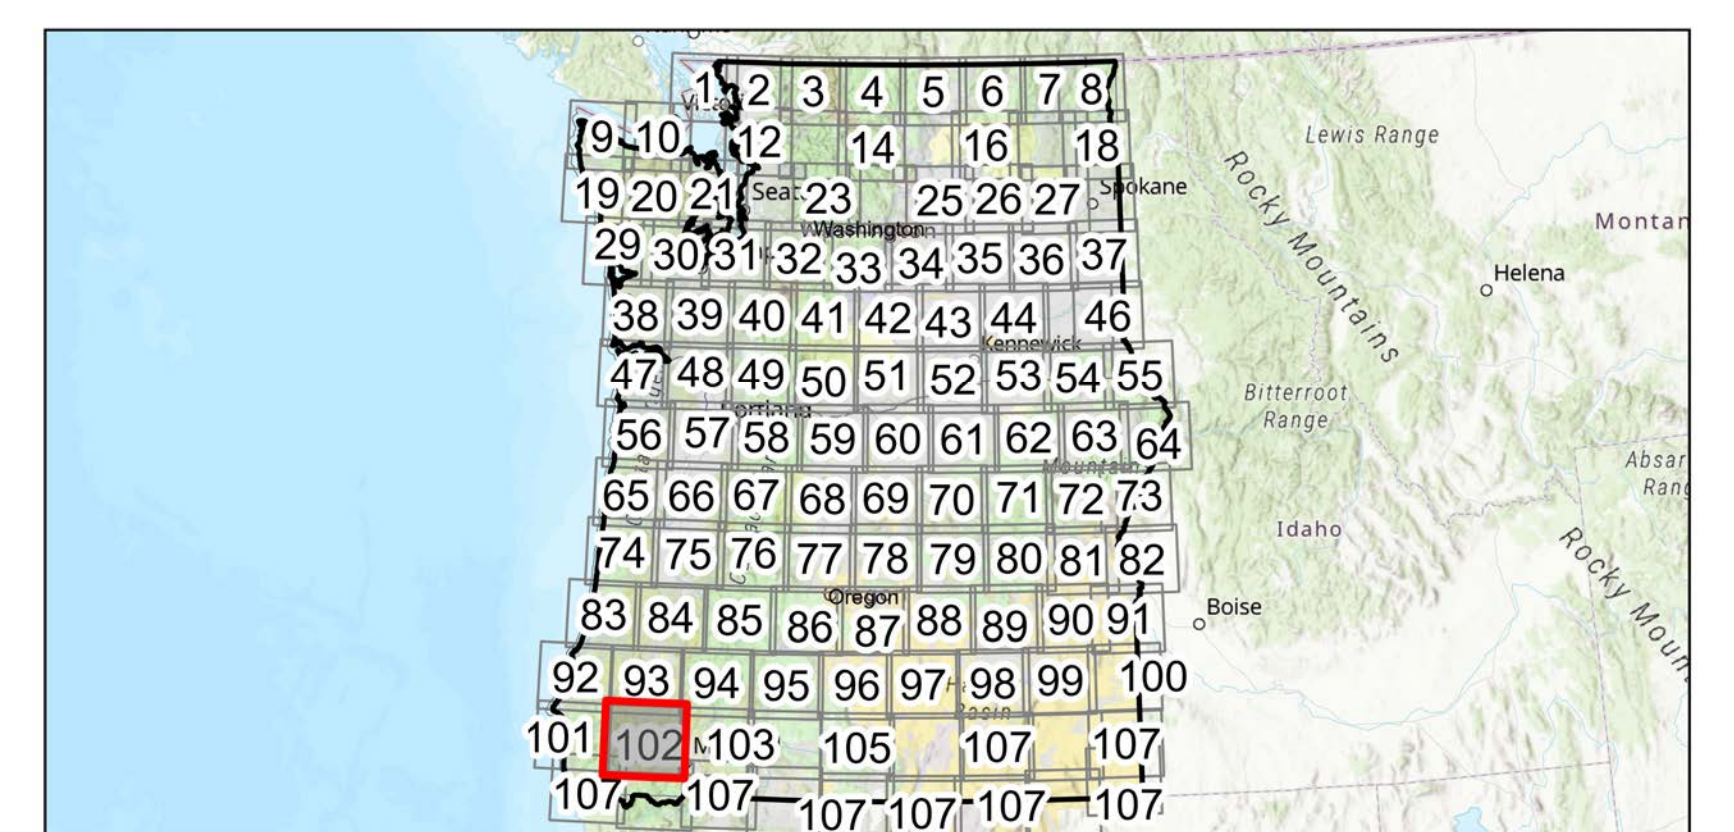 1 2 3 4 5 6 7 8
Lewis Range
9 10 12 14 16 18
Rocky Mountains
19 20 21 23 25 26 27 Spokane
Montan
Washington
29 30 31 32 33 34 35 36 37
Helena
38 39 40 41 42 43 44 46
Kennewick
47 48 49 50 51 52 53 54 55
Bitterroot
Range
Portland
56 57 58 59 60 61 62 63 64
Mountain
Absar
Rang
65 66 67 68 69 70 71 72 73
Idaho
Rocky Moun
74 75 76 77 78 79 80 81 82
Oregon
Boise
83 84 85 86 87 88 89 90 91
92 93 94 95 96 97 98 99 100
Basin
101 102 103 105 107 107
107 107 107 107 107 107